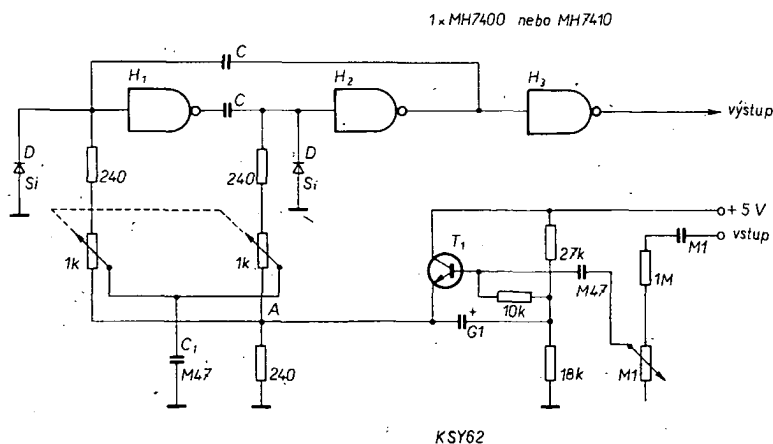 1 x MH7400 nebo MH7410
C
H1
C
H2
H3
výstup
D
Si
240
240
D
Si
1k
1k
A
C1
M47
240
T1
+
G1
10k
27k
18k
M47
+ 5 V
vstup
M1
1M
M1
KSY62